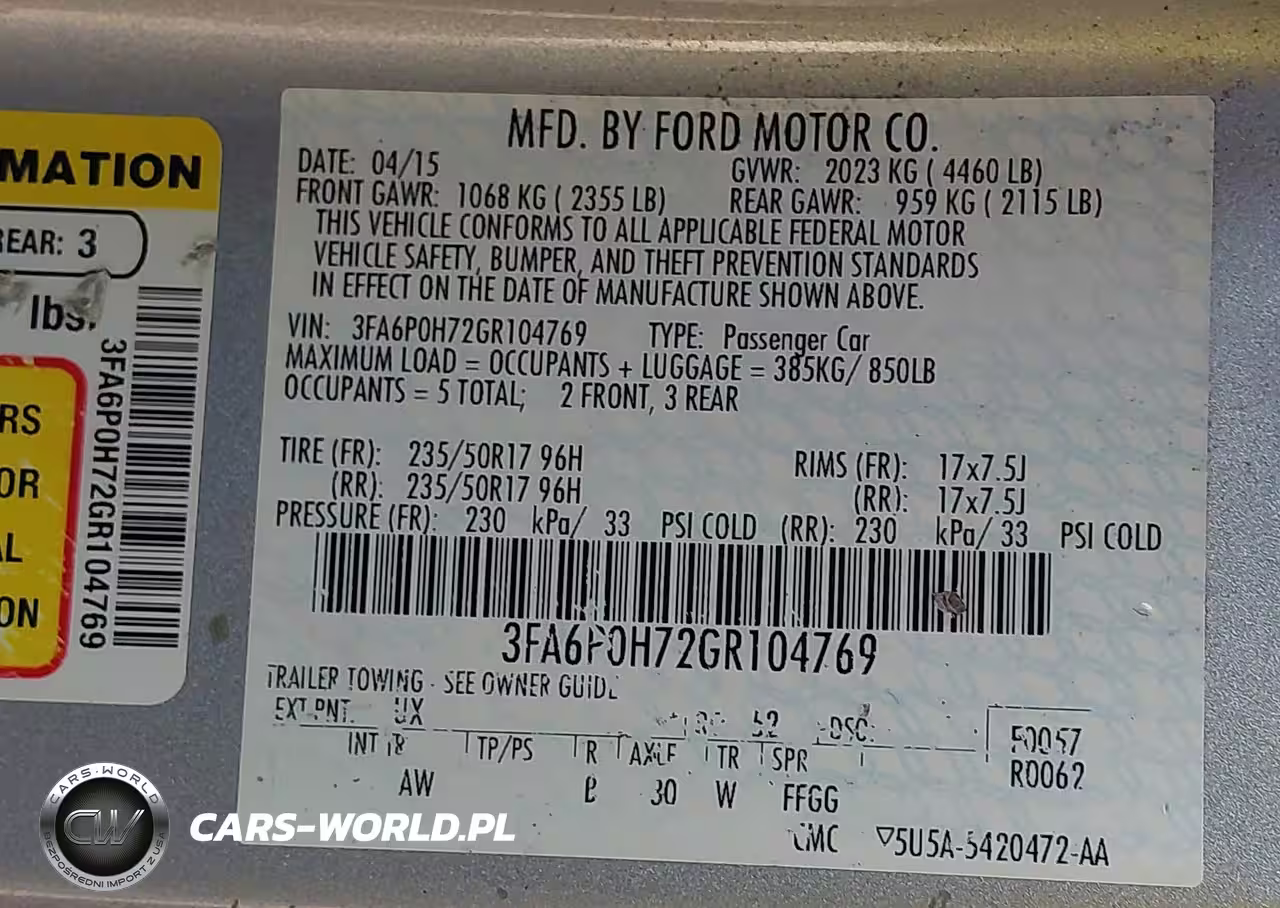 MATION
REAR: 3
lbs.
RS
OR
AL
ON
3FA6P0H72GR104769
MFD. BY FORD MOTOR CO.
DATE: 04/15 GVWR: 2023 KG ( 4460 LB)
FRONT GAWR: 1068 KG ( 2355 LB) REAR GAWR: 959 KG ( 2115 LB)
THIS VEHICLE CONFORMS TO ALL APPLICABLE FEDERAL MOTOR
VEHICLE SAFETY, BUMPER, AND THEFT PREVENTION STANDARDS
IN EFFECT ON THE DATE OF MANUFACTURE SHOWN ABOVE.
VIN: 3FA6P0H72GR104769 TYPE: Passenger Car
MAXIMUM LOAD = OCCUPANTS + LUGGAGE = 385KG/ 850LB
OCCUPANTS = 5 TOTAL; 2 FRONT, 3 REAR
TIRE (FR): 235/50R17 96H RIMS (FR): 17x7.5J
(RR): 235/50R17 96H (RR): 17x7.5J
PRESSURE (FR): 230 kPa/ 33 PSI COLD (RR): 230 kPa/ 33 PSI COLD
3FA6P0H72GR104769
TRAILER TOWING - SEE OWNER GUIDE
EXT PNT: UX 52 DSO: F0057
INT TR TP/PS R AXLE TR SPR R0062
AW 30 W FFGG
5U5A-5420472-AA
CARS-WORLD
CW
BEZPOŚREDNI IMPORT Z USA
CARS-WORLD.PL